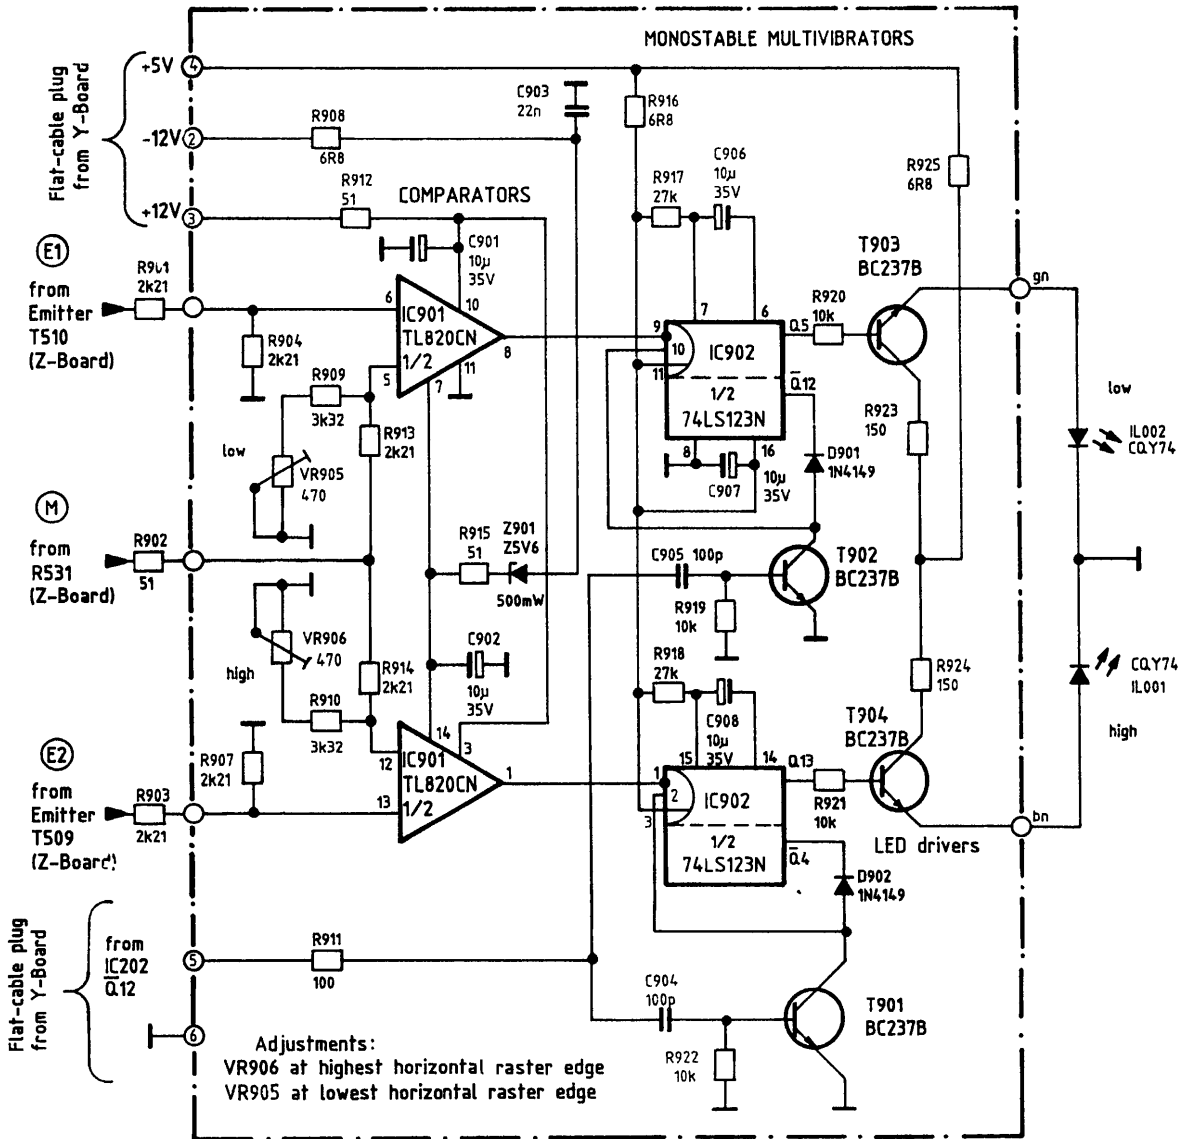 MONOSTABLE MULTIVIBRATORS
Flat-cable plug
from Y-Board
+5V
4
-12V
2
+12V
3
C903
22n
R908
6R8
R912
51
COMPARATORS
R916
6R8
R917
27k
C906
10µ
35V
R925
6R8
E1
from
Emitter
T510
(Z-Board)
R901
2k21
C901
10µ
35V
10
6
IC901
TL820CN
1/2
5
7
11
8
R904
2k21
R909
3k32
R913
2k21
low
VR905
470
7
6
9
10
11
IC902
1/2
74LS123N
Q5
Q̅12
8
16
C907
10µ
35V
R920
10k
T903
BC237B
gn
R923
150
low
IL002
CQY74
D901
1N4149
M
from
R531
(Z-Board)
R902
51
R915
51
Z901
Z5V6
500mW
C905 100p
T902
BC237B
R919
10k
VR906
470
high
R910
3k32
R914
2k21
C902
10µ
35V
R918
27k
C908
10µ
35V
R924
150
CQY74
IL001
high
E2
from
Emitter
T509
(Z-Board)
R903
2k21
R907
2k21
14
3
12
IC901
TL820CN
13
1/2
1
15
14
1
2
3
IC902
1/2
74LS123N
Q13
Q̅4
R921
10k
T904
BC237B
bn
LED drivers
D902
1N4149
Flat-cable plug
from Y-Board
from
IC202
Q̅12
5
6
R911
100
C904
100p
T901
BC237B
R922
10k
Adjustments:
VR906 at highest horizontal raster edge
VR905 at lowest horizontal raster edge